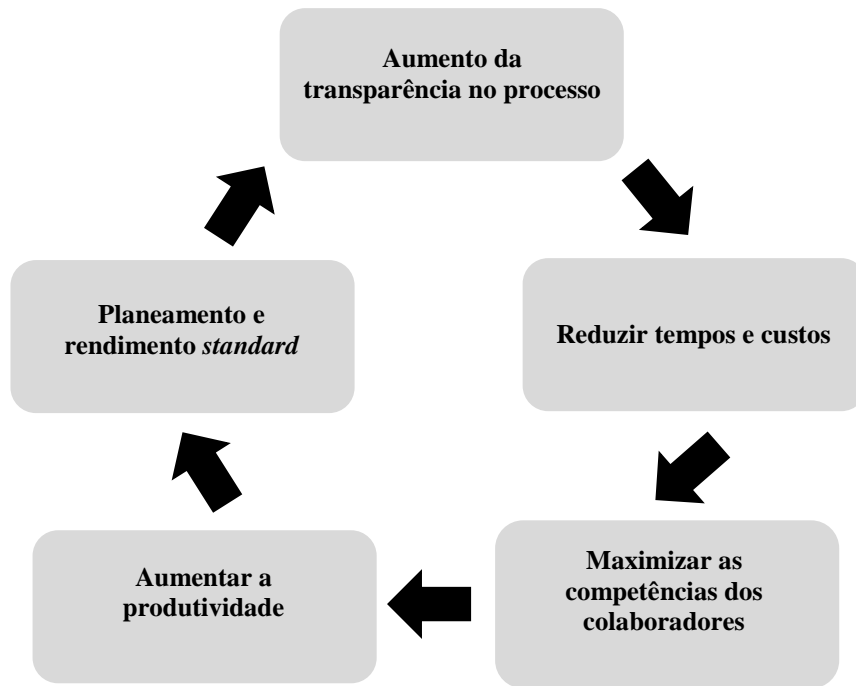 Aumento da
transparência no processo
Reduzir tempos e custos
Maximizar as
competências dos
colaboradores
Aumentar a
produtividade
Planeamento e
rendimento standard